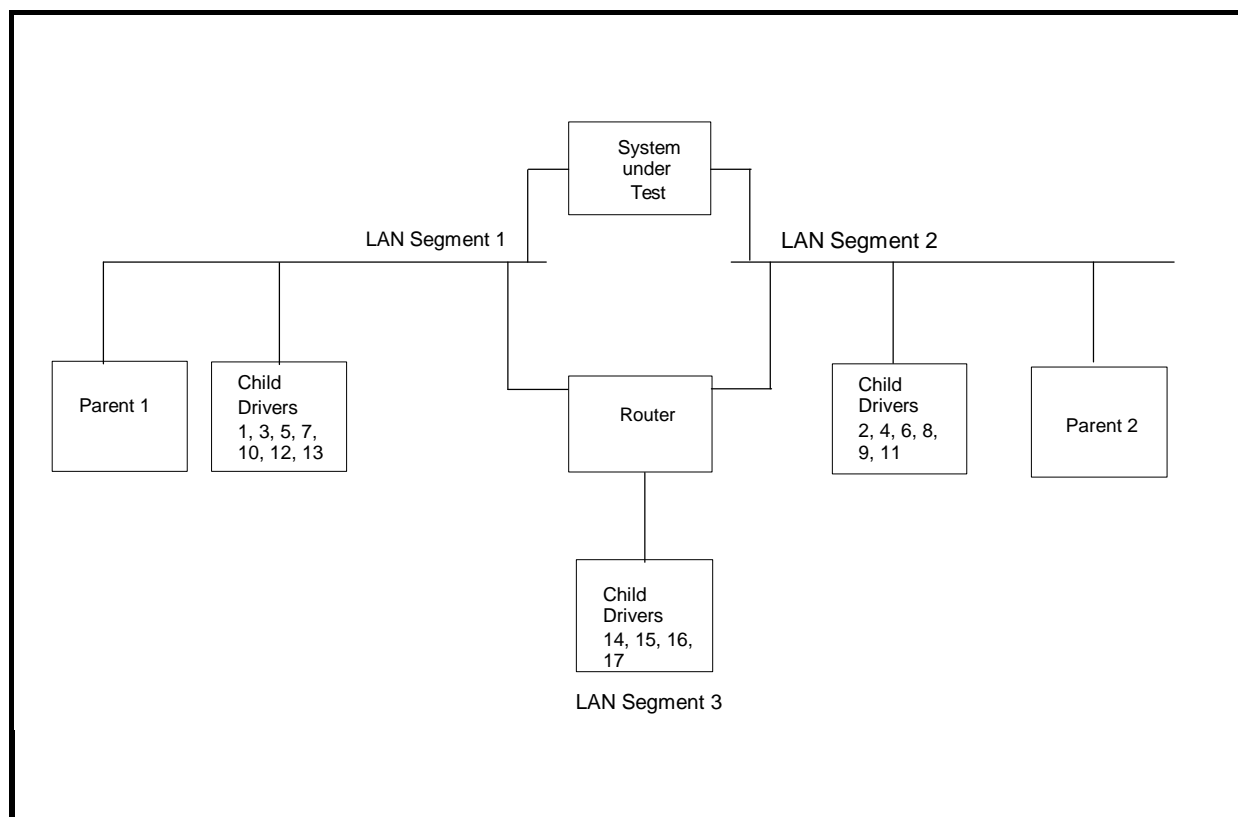 System
under
Test
LAN Segment 1
LAN Segment 2
Parent 1
Child
Drivers
1, 3, 5, 7,
10, 12, 13
Router
Child
Drivers
2, 4, 6, 8,
9, 11
Parent 2
Child
Drivers
14, 15, 16,
17
LAN Segment 3